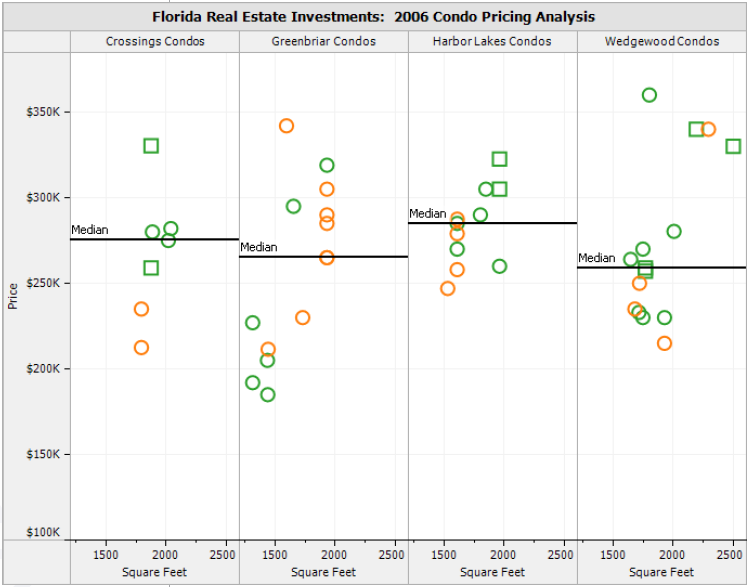 Florida Real Estate Investments: 2006 Condo Pricing Analysis
Crossings Condos Greenbriar Condos Harbor Lakes Condos Wedgewood Condos
$350K
$300K
Median Median Median Median
$250K
Price
$200K
$150K
$100K
1500 2000 2500 1500 2000 2500 1500 2000 2500 1500 2000 2500
Square Feet Square Feet Square Feet Square Feet